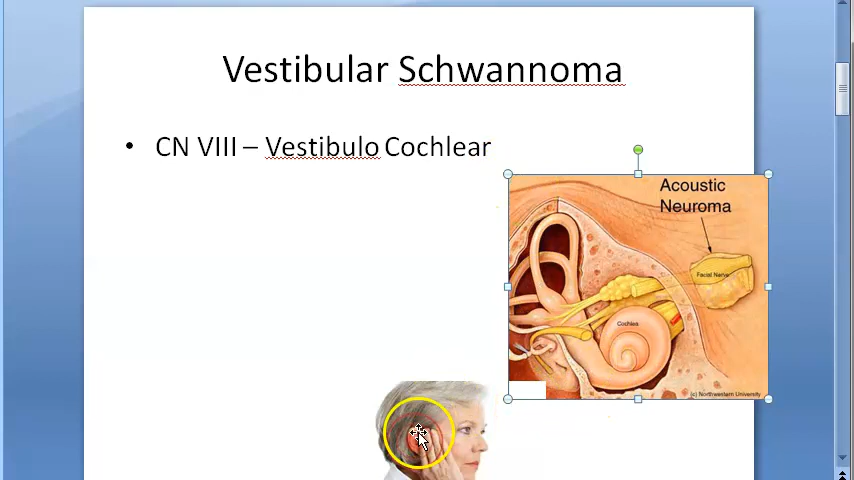 Vestibular Schwannoma
• CN VIII – Vestibulo Cochlear
Acoustic
Neuroma
Facial Nerve
Cochlea
(c) Northwestern University